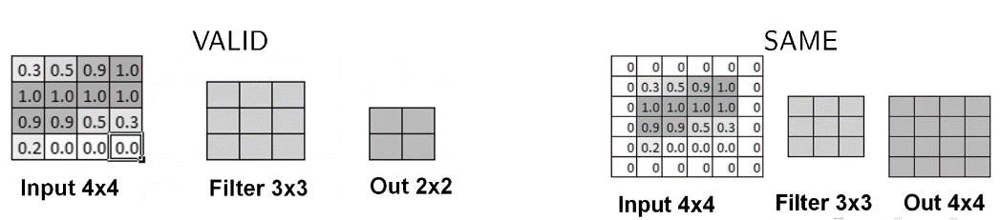 VALID
0.3 0.5 0.9 1.0
1.0 1.0 1.0 1.0
0.9 0.9 0.5 0.3
0.2 0.0 0.0 0.0
Input 4x4
Filter 3x3
Out 2x2
SAME
0 0 0 0 0 0
0 0.3 0.5 0.9 1.0 0
0 1.0 1.0 1.0 1.0 0
0 0.9 0.9 0.5 0.3 0
0 0.2 0.0 0.0 0.0 0
0 0 0 0 0 0
Input 4x4
Filter 3x3
Out 4x4